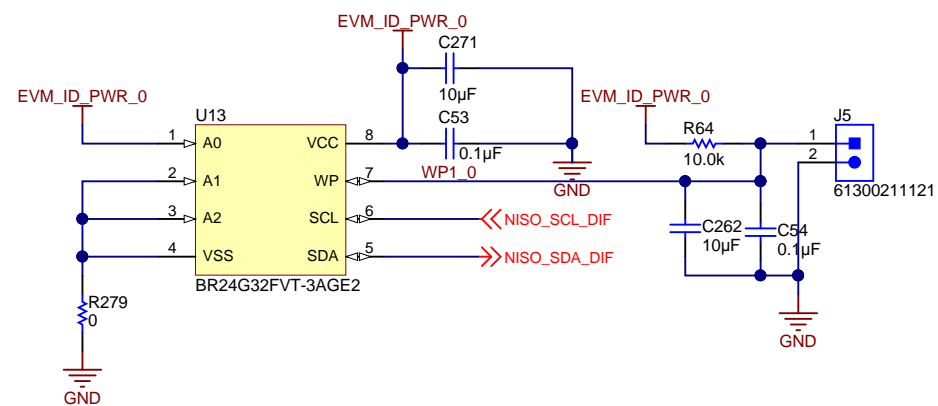 EVM_ID_PWR_0
C271
10µF
EVM_ID_PWR_0
EVM_ID_PWR_0
U13
C53
0.1µF
R64
10.0k
J5
1 A0
VCC 8
1
2
WP1_0
2 A1
WP 7
GND
61300211121
3 A2
SCL 6
NISO_SCL_DIF
C262
10µF
C54
0.1µF
4 VSS
SDA 5
NISO_SDA_DIF
BR24G32FVT-3AGE2
R279
0
GND
GND